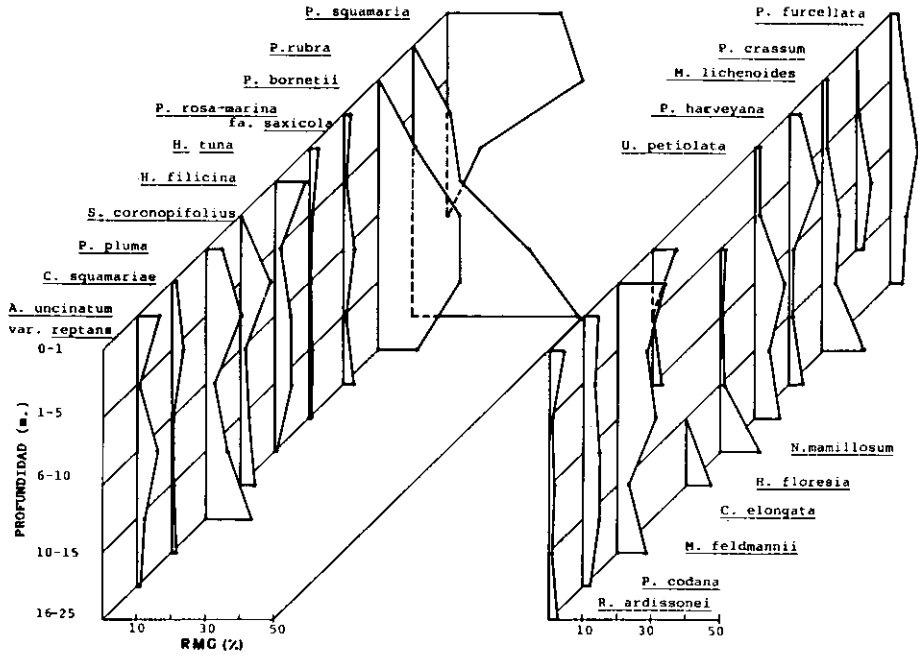 P. squamaria
P.rubra
P. bornetii
P. rosa-marina
fa. saxicola
H. tuna
H. filicina
S. coronopifolius
P. pluma
C. squamariae
A. uncinatum
var. reptans
0-1
1-5
6-10
10-15
16-25
PROFUNDIDAD (m.)
10 30 50
RMG (%)
P. furcellata
P. crassum
M. lichenoides
P. harveyana
U. petiolata
N.mamillosum
H. floresia
C. elongata
M. feldmannii
P. codana
R. ardissonei
10 30 50